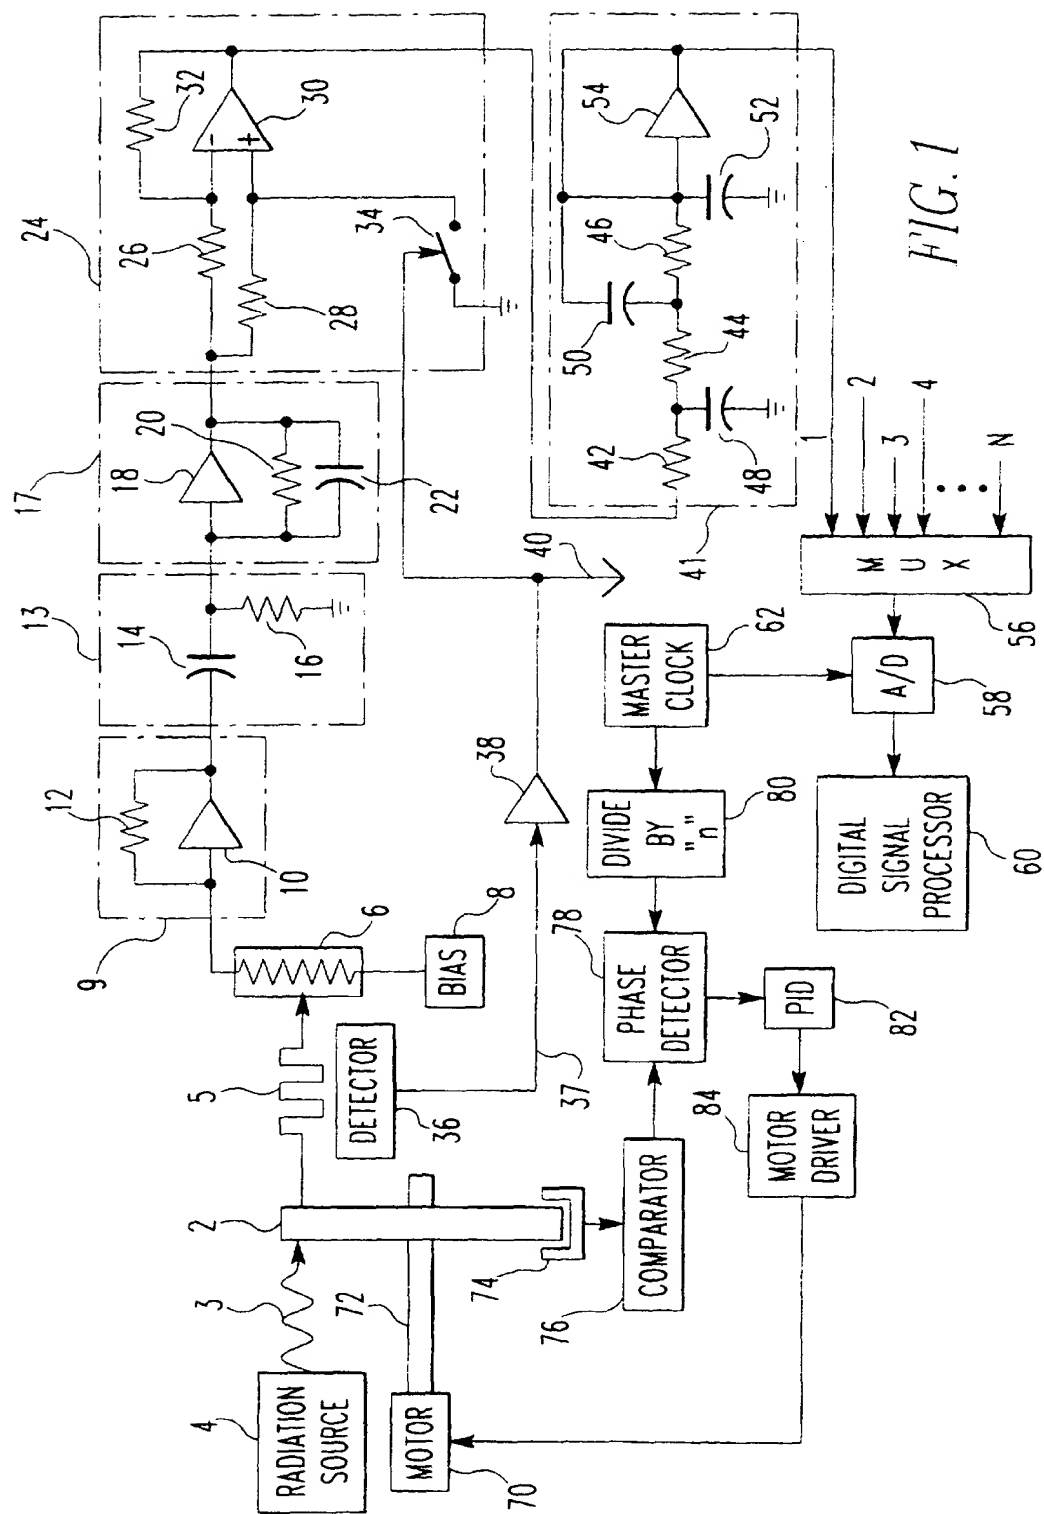 24
32
30
26
28
34
17
18
20
22
13
14
16
12
10
9
6
8
BIAS
5
DETECTOR
36
37
38
40
2
3
4
RADIATION
SOURCE
72
MOTOR
70
74
76
COMPARATOR
78
PHASE
DETECTOR
80
DIVIDE
BY
"n"
62
MASTER
CLOCK
82
PID
84
MOTOR
DRIVER
41
42
44
46
48
50
52
54
1
2
3
4
N
M
U
X
56
A/D
58
DIGITAL
SIGNAL
PROCESSOR
60
-
+
FIG. 1